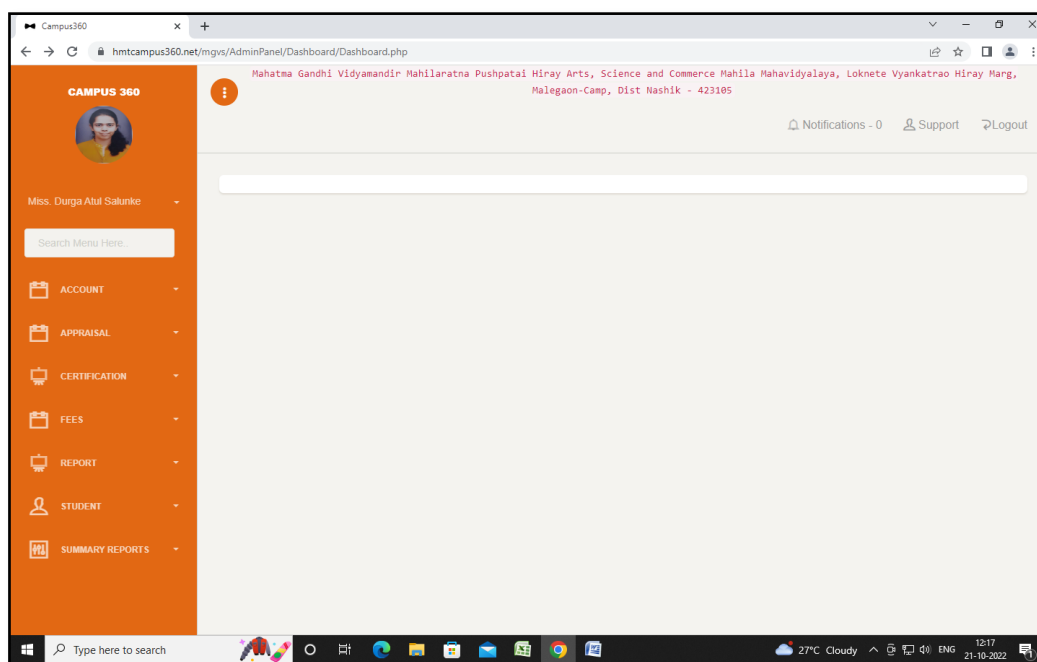 Campus360
hmtcampus360.net/mgvs/AdminPanel/Dashboard/Dashboard.php
CAMPUS 360
Mahatma Gandhi Vidyamandir Mahilaratna Pushpatai Hiray Arts, Science and Commerce Mahila Mahavidyalaya, Loknete Vyankatrao Hiray Marg,
Malegaon-Camp, Dist Nashik - 423105
Notifications - 0 Support Logout
Miss. Durga Atul Salunke
Search Menu Here..
ACCOUNT
APPRAISAL
CERTIFICATION
FEES
REPORT
STUDENT
SUMMARY REPORTS
Type here to search
27°C Cloudy
ENG
12:17
21-10-2022
1